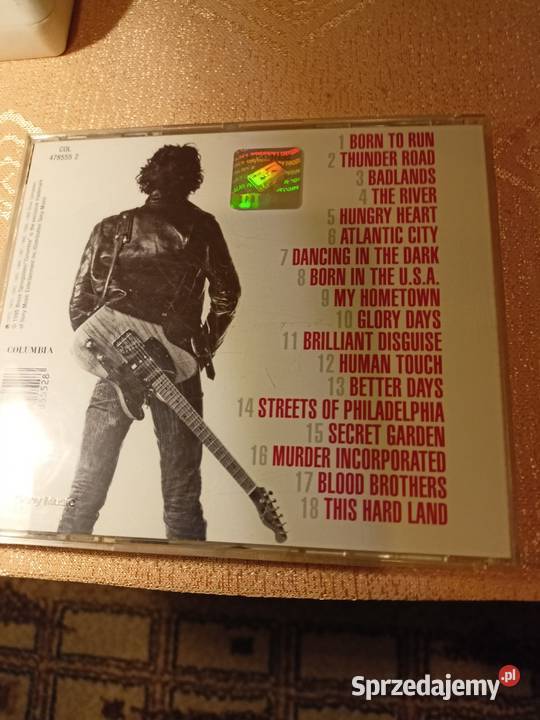 COL
478555 2
1 BORN TO RUN
2 THUNDER ROAD
3 BADLANDS
4 THE RIVER
5 HUNGRY HEART
6 ATLANTIC CITY
7 DANCING IN THE DARK
8 BORN IN THE U.S.A.
9 MY HOMETOWN
10 GLORY DAYS
11 BRILLIANT DISGUISE
12 HUMAN TOUCH
13 BETTER DAYS
14 STREETS OF PHILADELPHIA
15 SECRET GARDEN
16 MURDER INCORPORATED
17 BLOOD BROTHERS
18 THIS HARD LAND
COLUMBIA
Sprzedajemy.pl